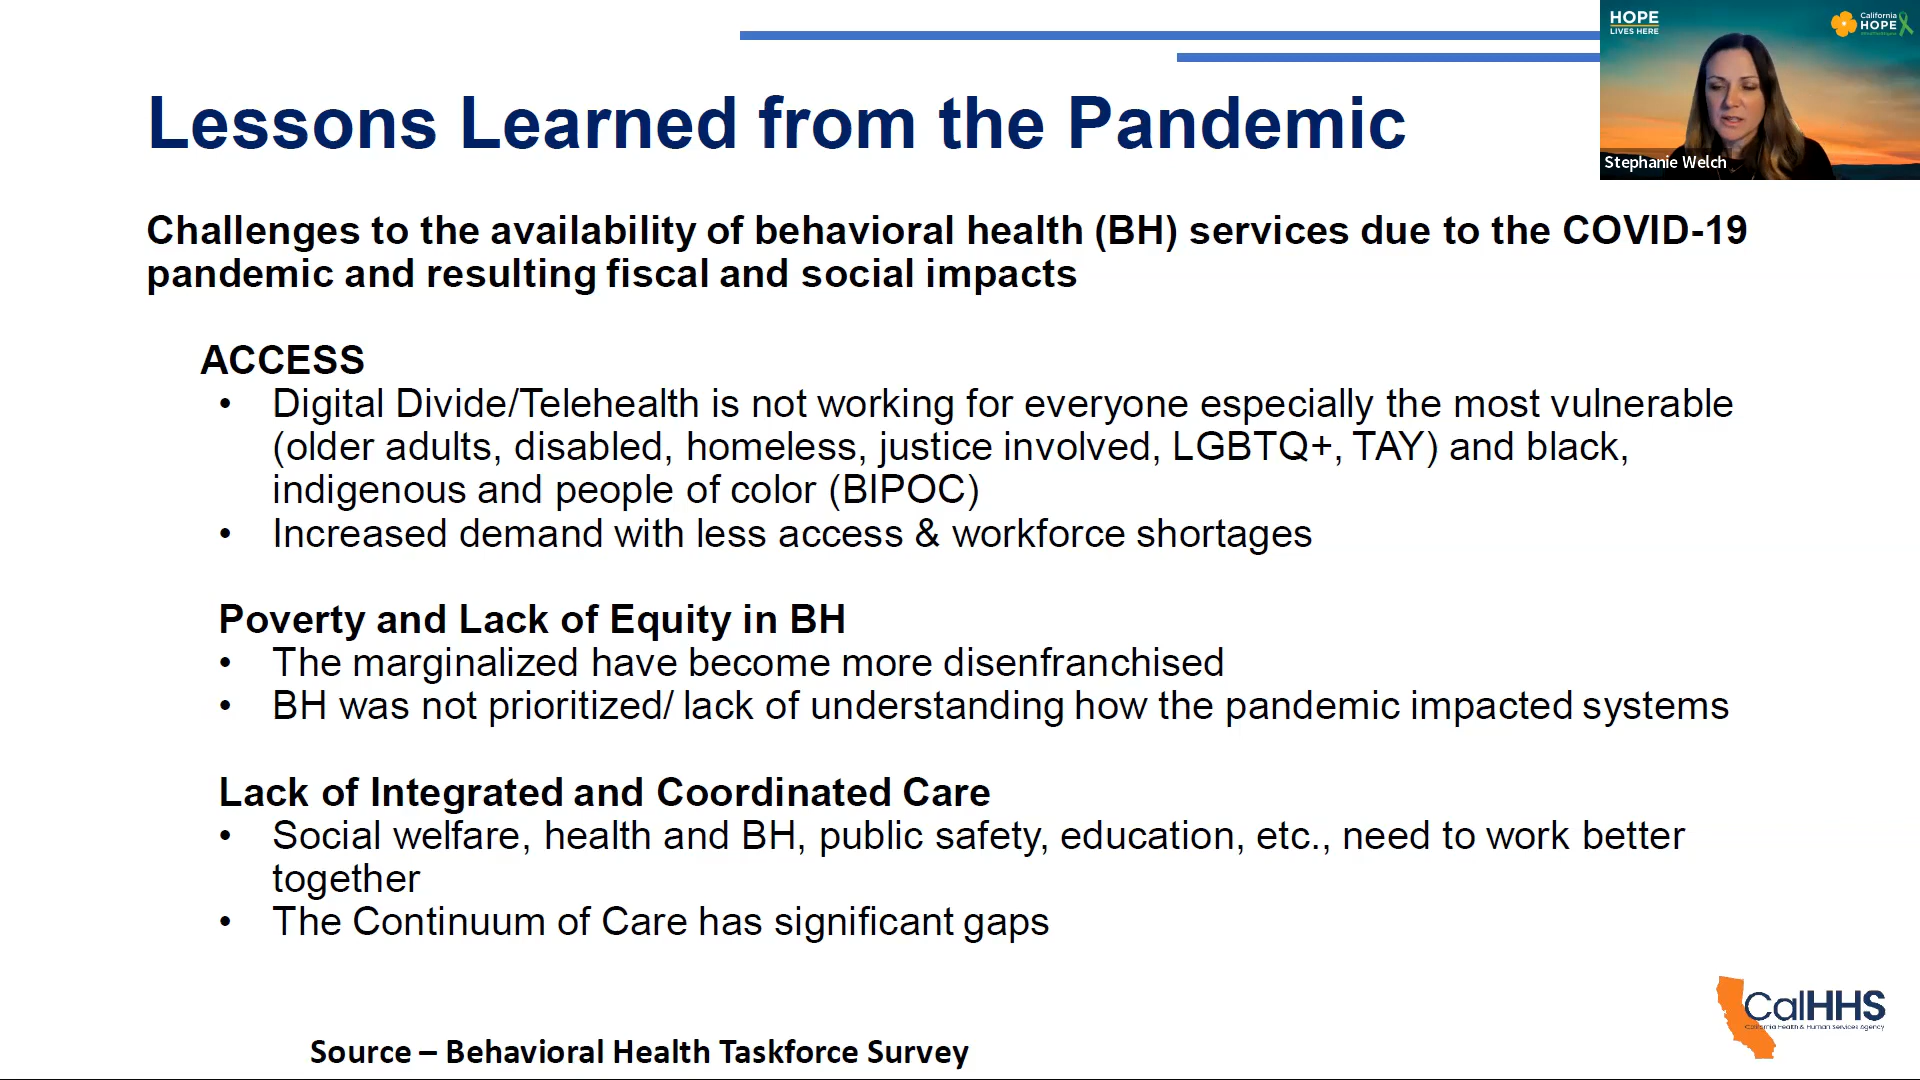 HOPE
LIVES HERE
California
HOPE
Stephanie Welch
Lessons Learned from the Pandemic
Challenges to the availability of behavioral health (BH) services due to the COVID-19
pandemic and resulting fiscal and social impacts
ACCESS
• Digital Divide/Telehealth is not working for everyone especially the most vulnerable
(older adults, disabled, homeless, justice involved, LGBTQ+, TAY) and black,
indigenous and people of color (BIPOC)
• Increased demand with less access & workforce shortages
Poverty and Lack of Equity in BH
• The marginalized have become more disenfranchised
• BH was not prioritized/ lack of understanding how the pandemic impacted systems
Lack of Integrated and Coordinated Care
• Social welfare, health and BH, public safety, education, etc., need to work better
together
• The Continuum of Care has significant gaps
CalHHS
California Health & Human Services Agency
Source – Behavioral Health Taskforce Survey